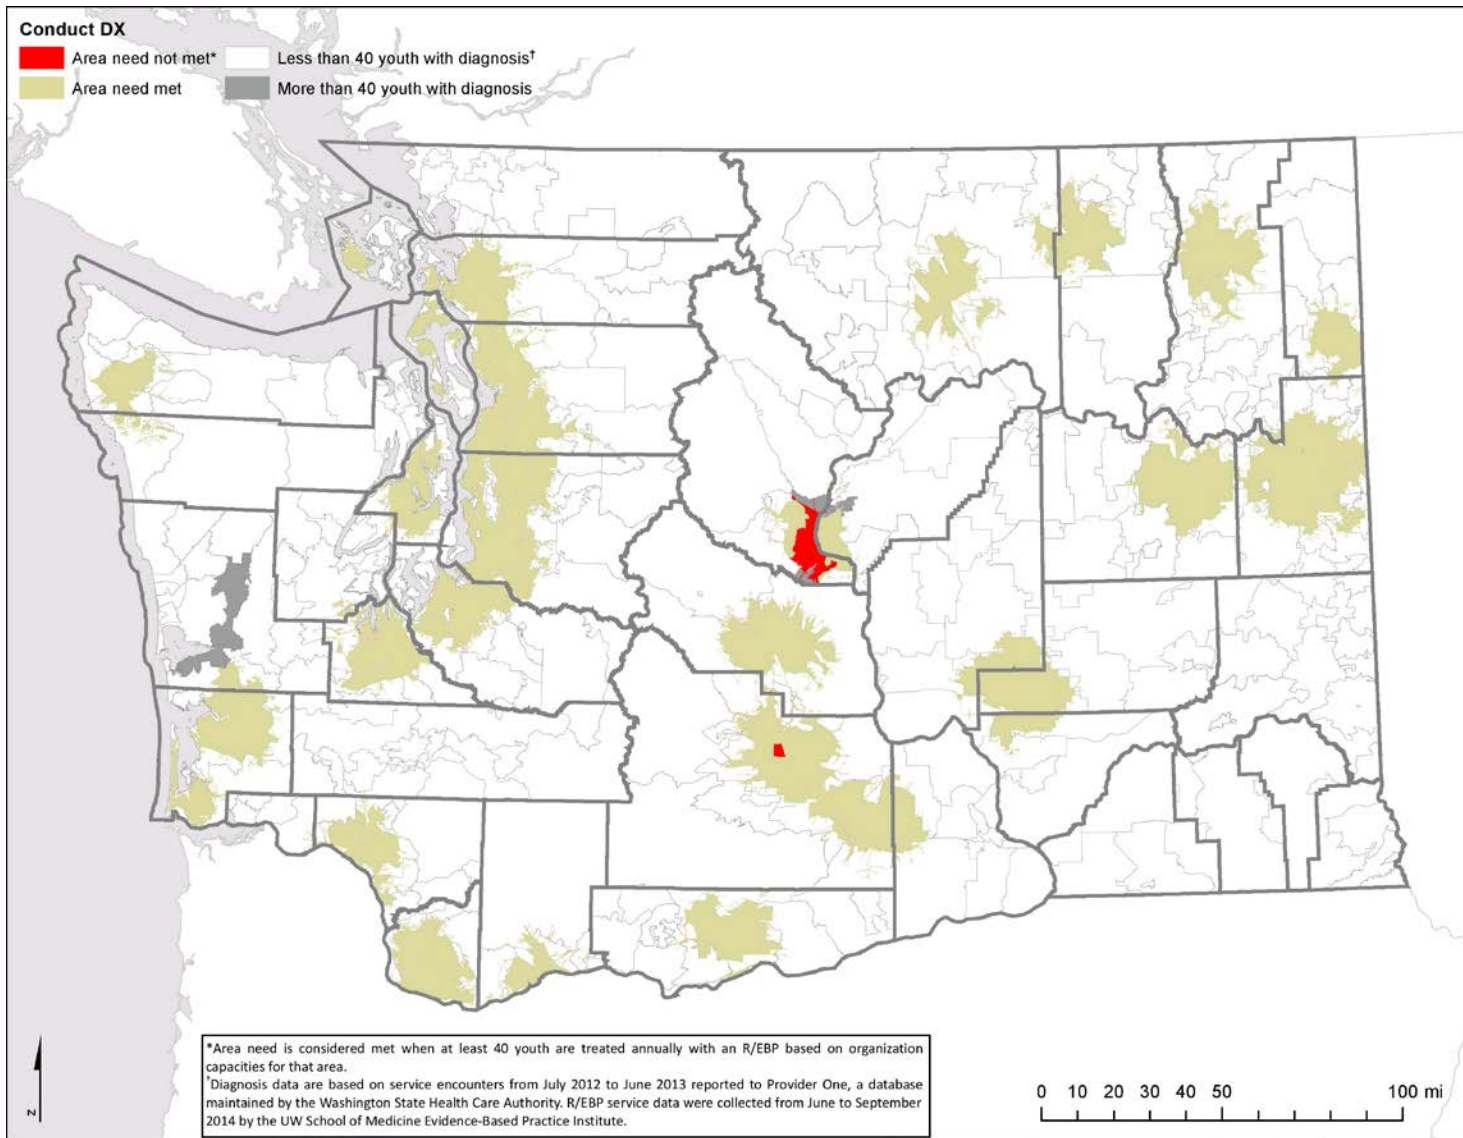 Conduct DX
Area need not met*
Less than 40 youth with diagnosis†
Area need met
More than 40 youth with diagnosis
*Area need is considered met when at least 40 youth are treated annually with an R/EBP based on organization
capacities for that area.
†Diagnosis data are based on service encounters from July 2012 to June 2013 reported to Provider One, a database
maintained by the Washington State Health Care Authority. R/EBP service data were collected from June to September
2014 by the UW School of Medicine Evidence-Based Practice Institute.
N
0 10 20 30 40 50 100 mi